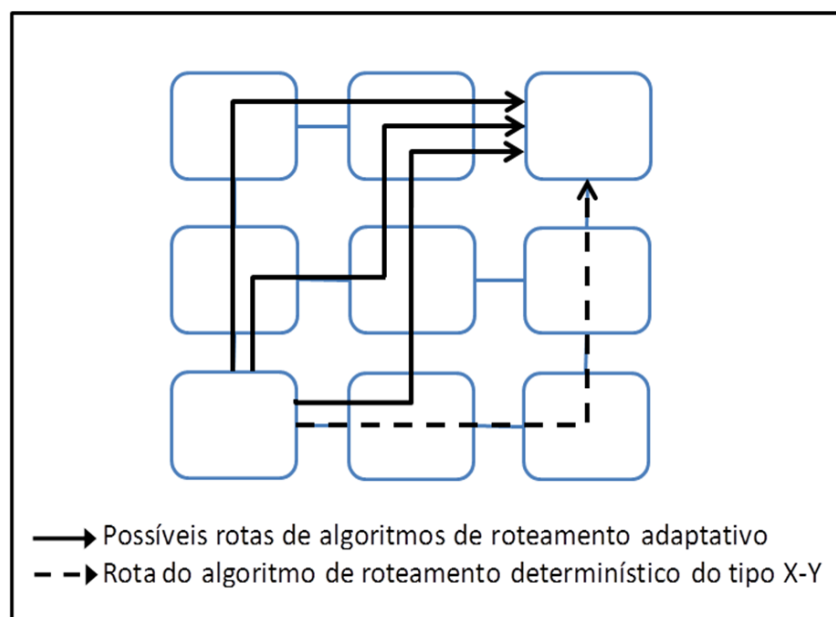 Possíveis rotas de algoritmos de roteamento adaptativo
Rota do algoritmo de roteamento determinístico do tipo X-Y